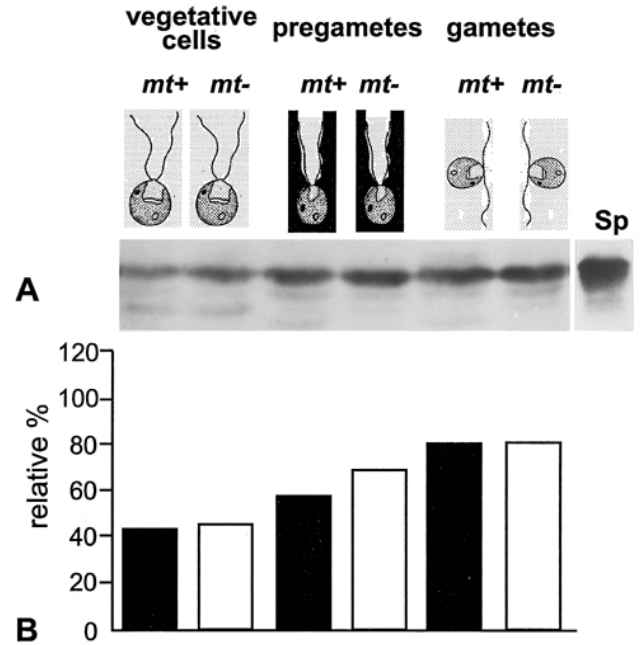 vegetative cells pregametes gametes
mt+ mt- mt+ mt- mt+ mt-
Sp
A
120
100
80
60
40
20
0
relative %
B